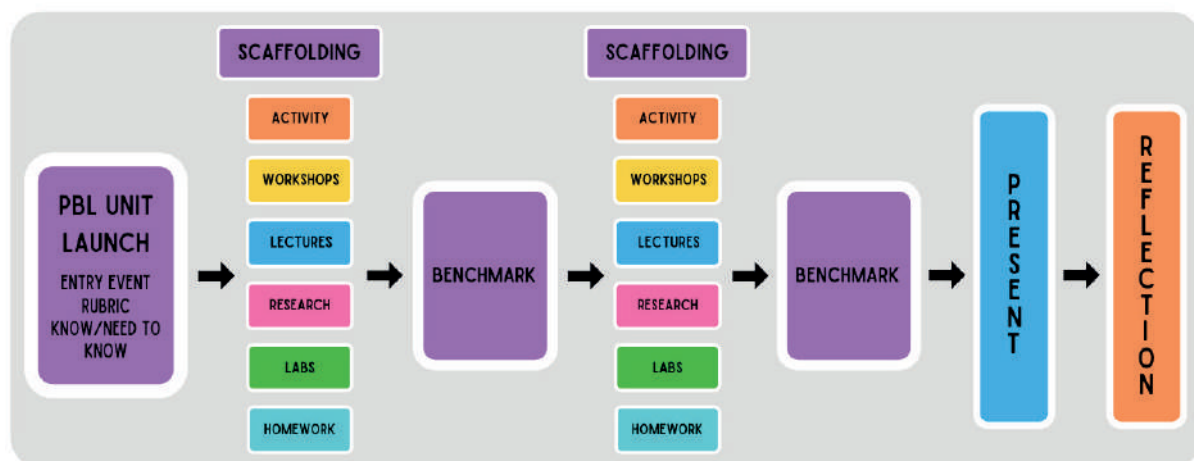 PBL UNIT
LAUNCH
ENTRY EVENT
RUBRIC
KNOW/NEED TO
KNOW
SCAFFOLDING
ACTIVITY
WORKSHOPS
LECTURES
RESEARCH
LABS
HOMEWORK
BENCHMARK
SCAFFOLDING
ACTIVITY
WORKSHOPS
LECTURES
RESEARCH
LABS
HOMEWORK
BENCHMARK
PRESENT
REFLECTION